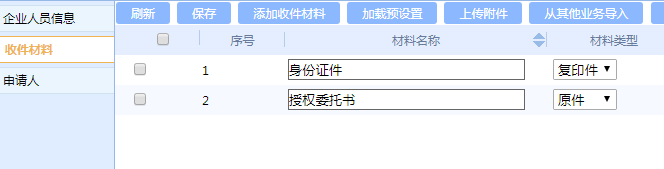 企业人员信息
收件材料
申请人
刷新 保存 添加收件材料 加载预设置 上传附件 从其他业务导入
序号 材料名称 材料类型
1 身份证件 复印件
2 授权委托书 原件